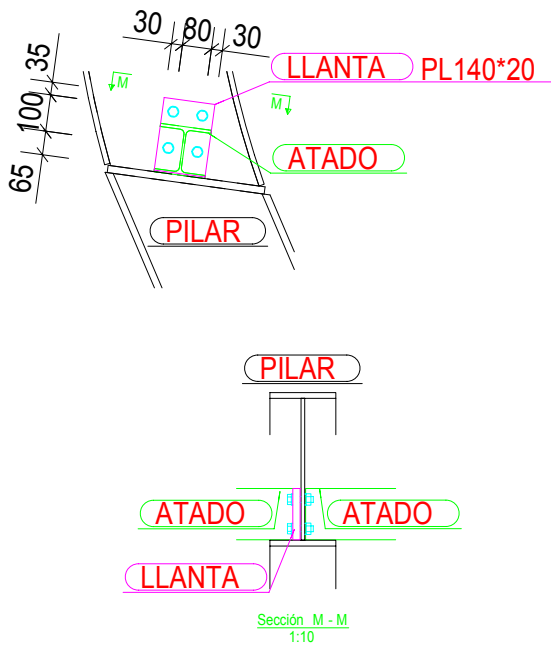 30 80 30
35
100
65
M
M
LLANTA PL140*20
ATADO
PILAR
PILAR
ATADO
ATADO
LLANTA
Sección M - M
1:10